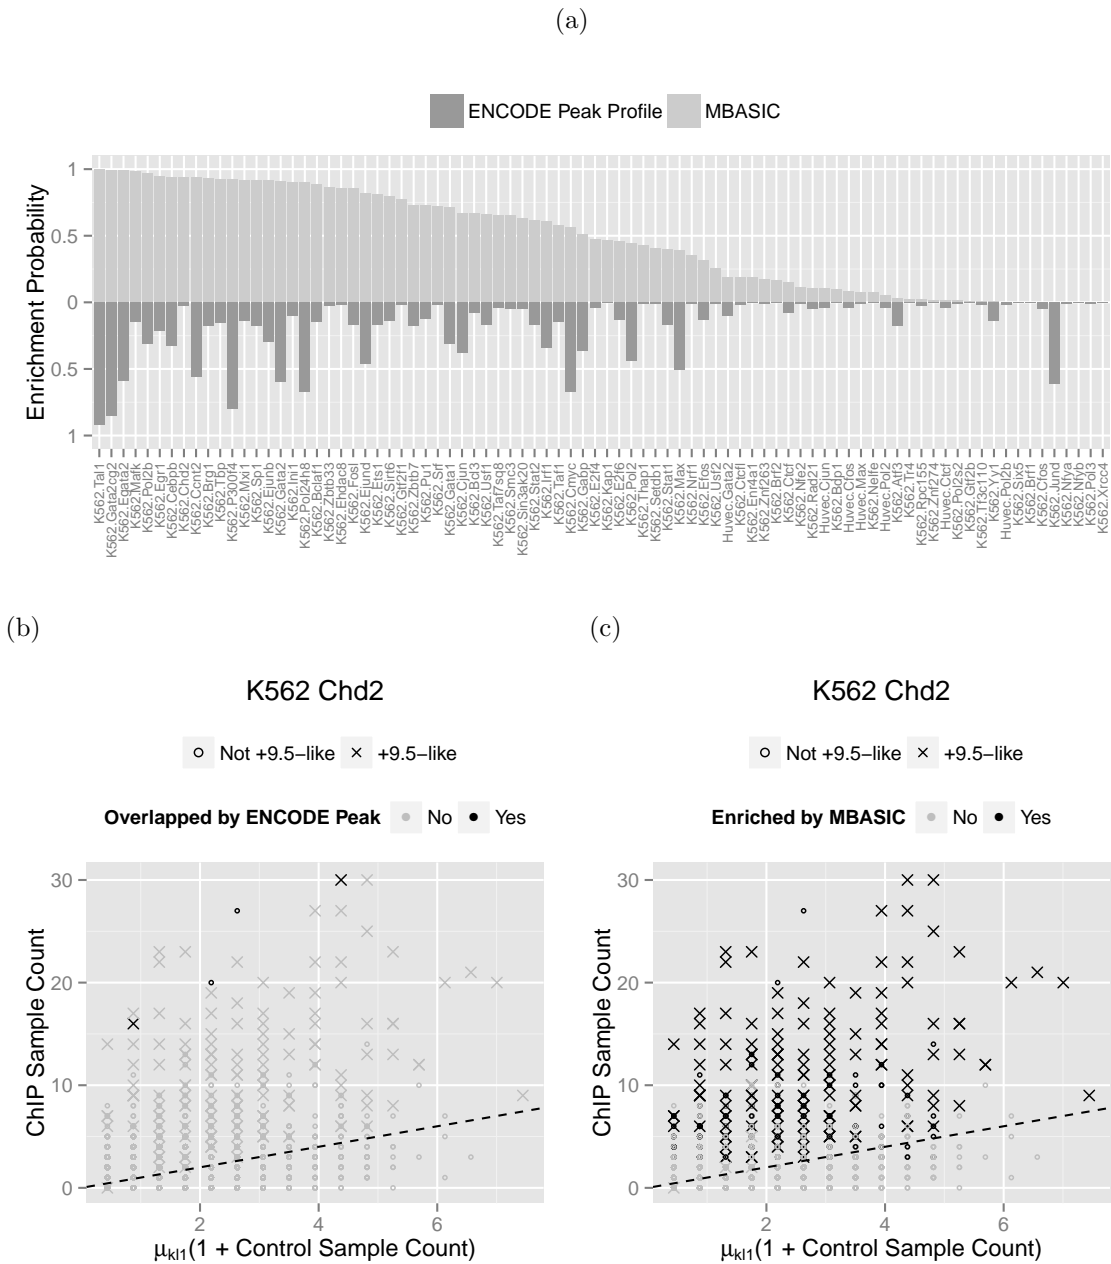 (a)
ENCODE Peak Profile MBASIC
Enrichment Probability
1
0.5
0
0.5
1
K562.Tal1
K562.Gata2cag2
K562.Egata2
K562.Mafk
K562.Pol2b
K562.Egr1
K562.Cebpb
K562.Chd2
K562.Ccnt2
K562.Brg1
K562.Tbp
K562.P300f4
K562.Mxi1
K562.Sp1
K562.Ejunb
K562.Gata2
K562.Ini1
K562.Pol24h8
K562.Bclaf1
K562.Zbtb33
K562.Ehdac8
K562.Fosl
K562.Ejund
K562.Ets1
K562.Sirt6
K562.Gtf2f1
K562.Zbtb7
K562.Pu1
K562.Srf
K562.Gata1
K562.Cjun
K562.Bcl3
K562.Usf1
K562.Taf7sq8
K562.Smc3
K562.Sin3ak20
K562.Stat2
K562.Irf1
K562.Taf1
K562.Cmyc
K562.Gabp
K562.E2f4
K562.Kap1
K562.E2f6
K562.Pol2
K562.Thap1
K562.Setdb1
K562.Stat1
K562.Max
K562.Nrf1
K562.Efos
K562.Usf2
Huvec.Gata2
K562.Ctcfl
K562.Enr4a1
K562.Znf263
K562.Brf2
K562.Ctcf
K562.Nfe2
K562.Rad21
Huvec.Cjun
K562.Bdp1
Huvec.Cfos
Huvec.Max
K562.Nelfe
Huvec.Pol2
K562.Atf3
K562.Tr4
K562.Rpc155
K562.Znf274
Huvec.Ctcf
K562.Pol2s2
K562.Gtf2b
K562.Tf3c110
K562.Yy1
Huvec.Pol2b
K562.Six5
K562.Brf1
K562.Cfos
K562.Jund
K562.Nfya
K562.Nfyb
K562.Pol3
K562.Xrcc4
(b)
K562 Chd2
Not +9.5−like +9.5−like
Overlapped by ENCODE Peak No Yes
ChIP Sample Count
30
20
10
0
2 4 6
μkl1(1 + Control Sample Count)
(c)
K562 Chd2
Not +9.5−like +9.5−like
Enriched by MBASIC No Yes
ChIP Sample Count
30
20
10
0
2 4 6
μkl1(1 + Control Sample Count)